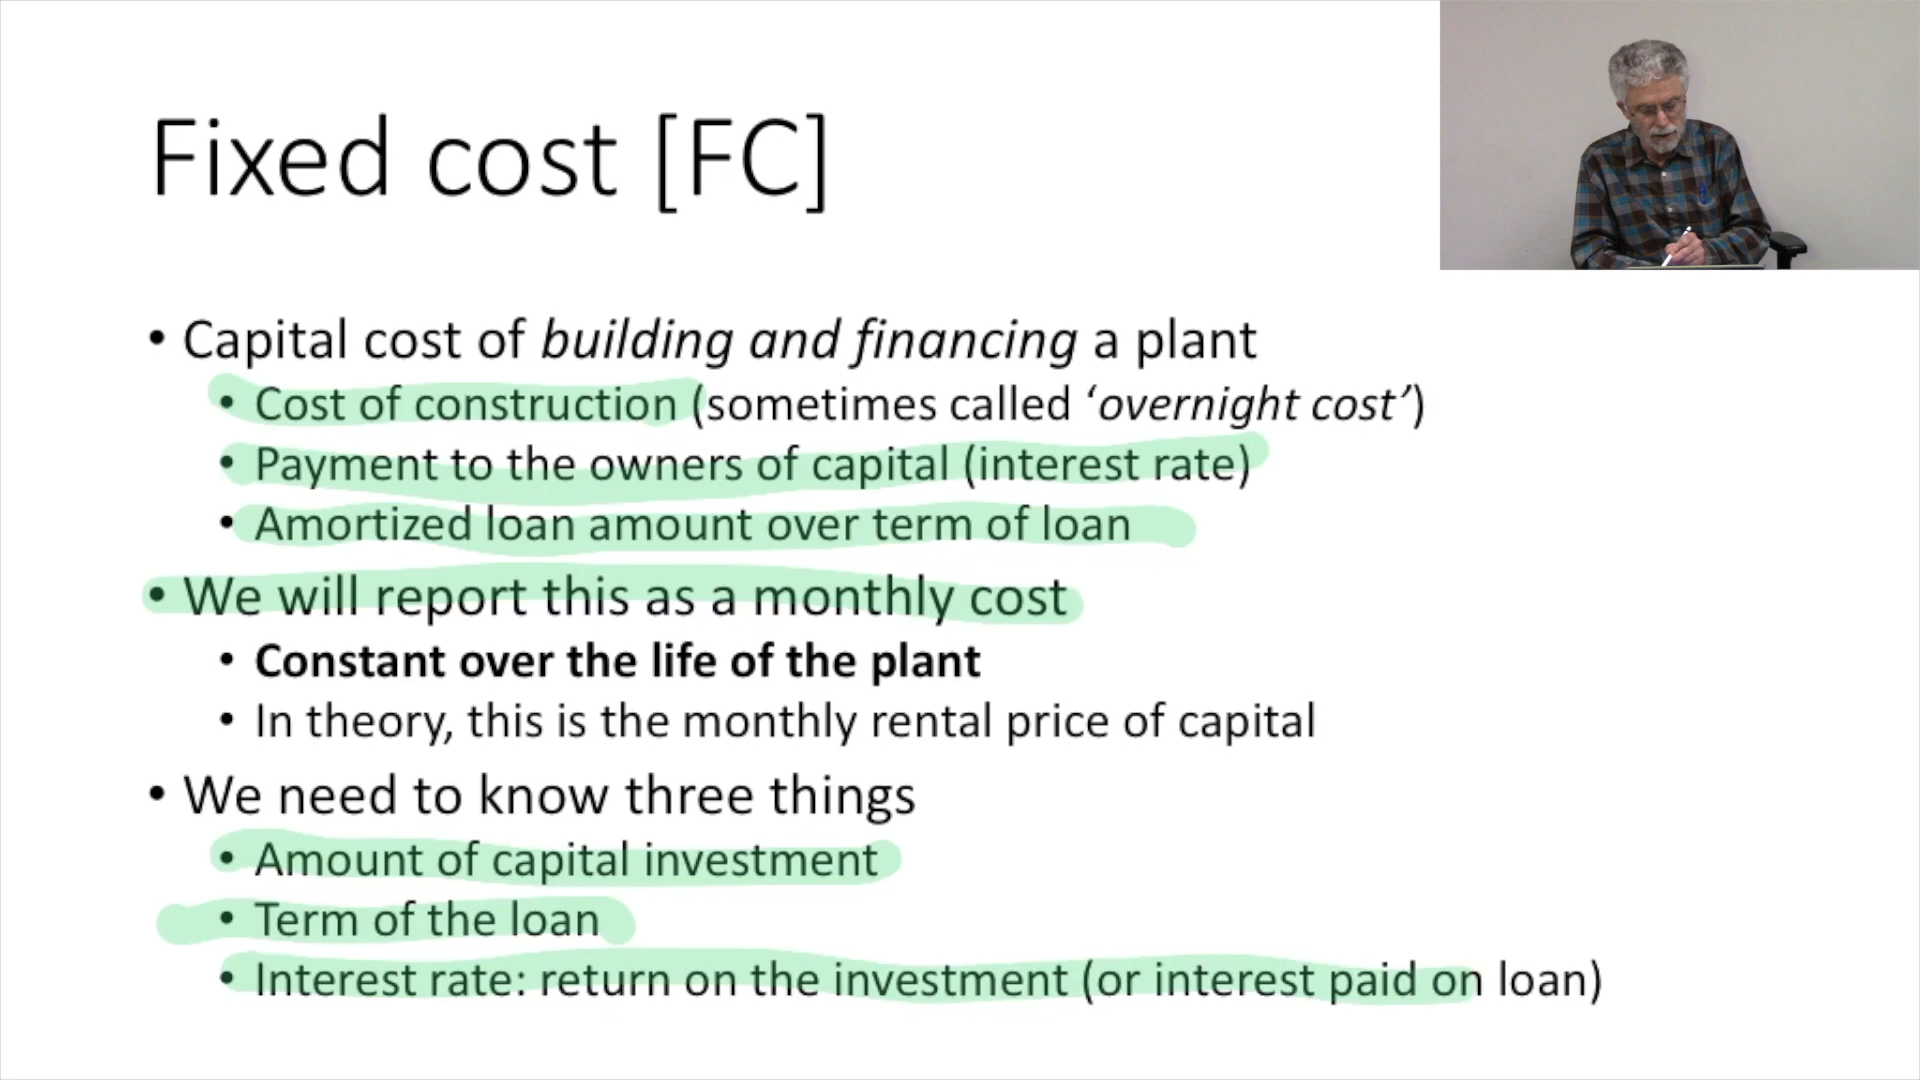 Fixed cost [FC]
• Capital cost of building and financing a plant
• Cost of construction (sometimes called ‘overnight cost’)
• Payment to the owners of capital (interest rate)
• Amortized loan amount over term of loan
• We will report this as a monthly cost
• Constant over the life of the plant
• In theory, this is the monthly rental price of capital
• We need to know three things
• Amount of capital investment
• Term of the loan
• Interest rate: return on the investment (or interest paid on loan)